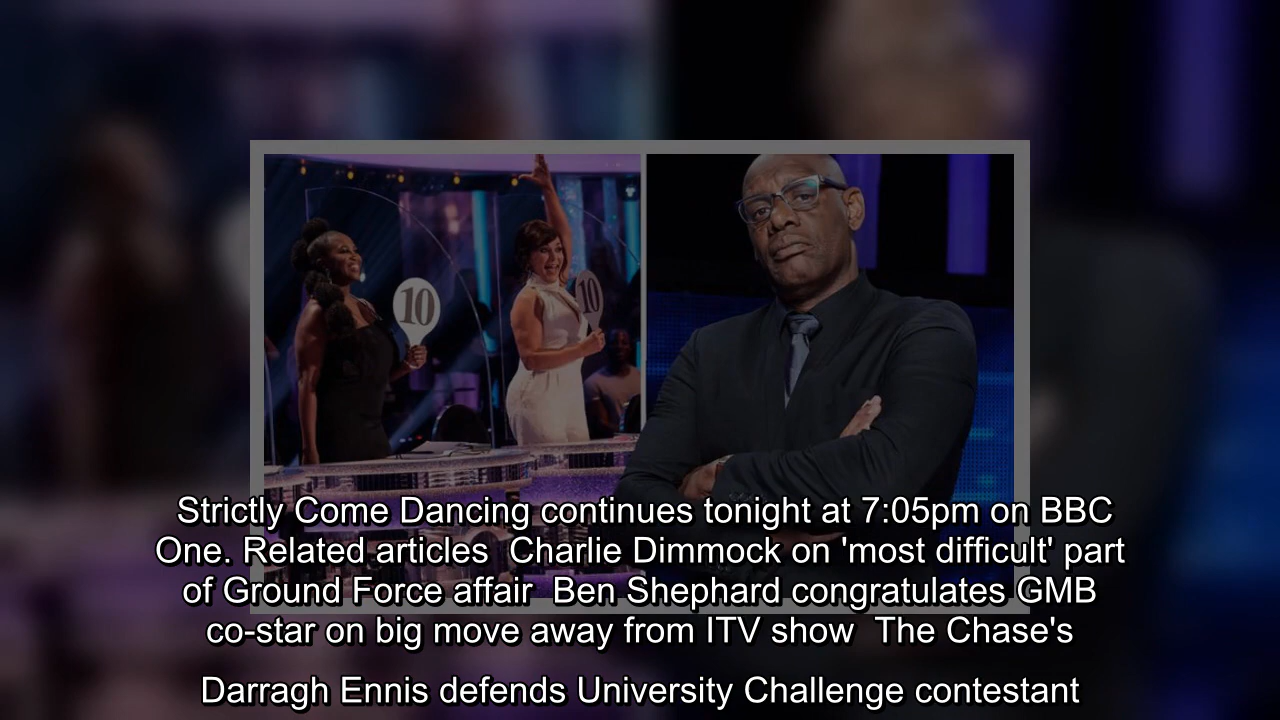 10
10
Strictly Come Dancing continues tonight at 7:05pm on BBC
One. Related articles  Charlie Dimmock on 'most difficult' part
of Ground Force affair  Ben Shephard congratulates GMB
co-star on big move away from ITV show  The Chase's
Darragh Ennis defends University Challenge contestant